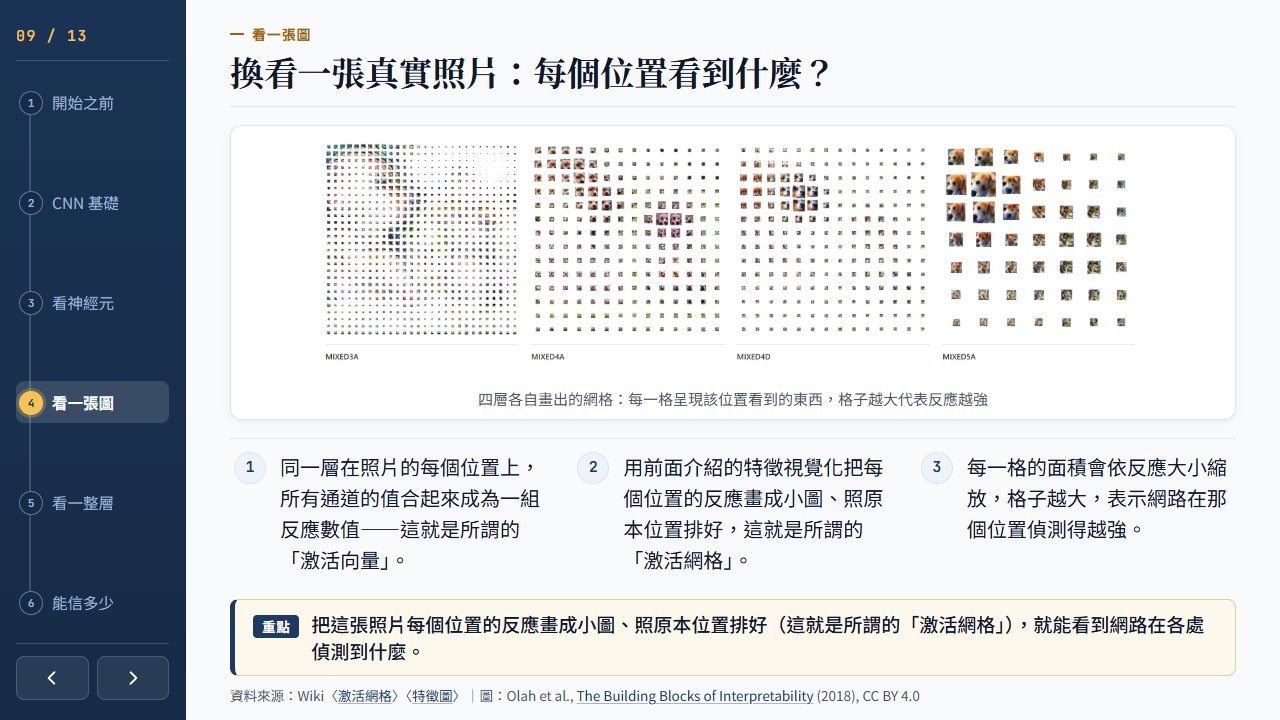 09 / 13
1 開始之前
2 CNN 基礎
3 看神經元
4 看一張圖
5 看一整層
6 能信多少
一 看一張圖
換看一張真實照片：每個位置看到什麼？
MIXED3A MIXED4A MIXED4D MIXED5A
四層各自畫出的網格：每一格呈現該位置看到的東西，格子越大代表反應越強
1 同一層在照片的每個位置上，
所有通道的值合起來成為一組
反應數值——這就是所謂的
「激活向量」。
2 用前面介紹的特徵視覺化把每
個位置的反應畫成小圖、照原
本位置排好，這就是所謂的
「激活網格」。
3 每一格的面積會依反應大小縮
放，格子越大，表示網路在那
個位置偵測得越強。
重點 把這張照片每個位置的反應畫成小圖、照原本位置排好（這就是所謂的「激活網格」），就能看到網路在各處
偵測到什麼。
資料來源：Wiki〈激活網格〉〈特徵圖〉｜圖：Olah et al., The Building Blocks of Interpretability (2018), CC BY 4.0